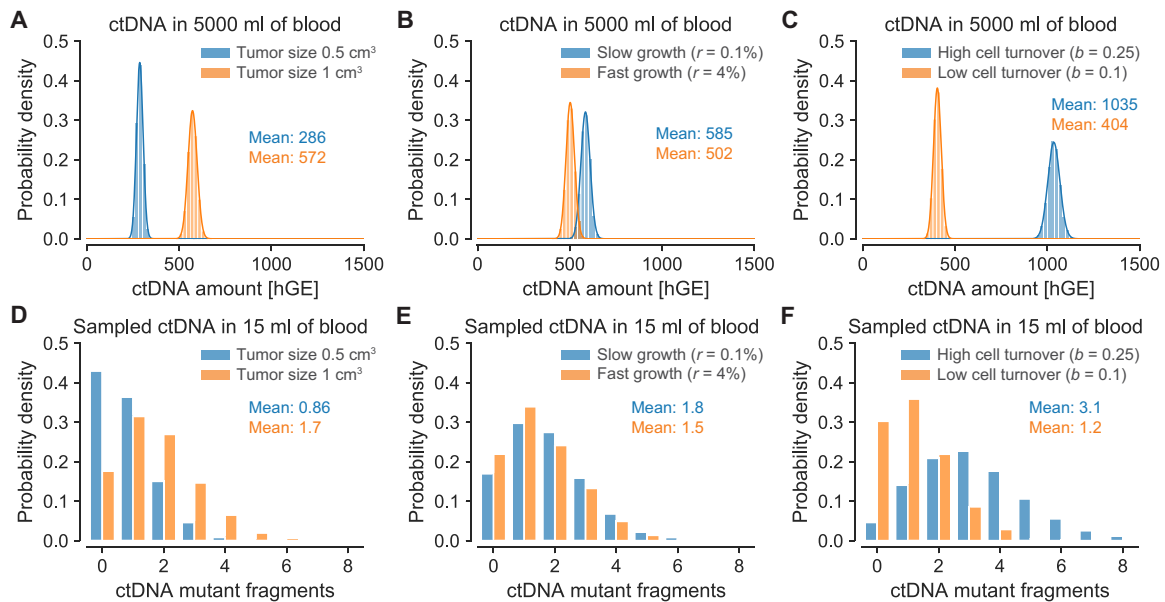 A
ctDNA in 5000 ml of blood
Probability density
0.5
0.4
0.3
0.2
0.1
0.0
Tumor size 0.5 cm³
Tumor size 1 cm³
Mean: 286
Mean: 572
0
500
1000
1500
ctDNA amount [hGE]
B
ctDNA in 5000 ml of blood
Probability density
0.5
0.4
0.3
0.2
0.1
0.0
Slow growth (r = 0.1%)
Fast growth (r = 4%)
Mean: 585
Mean: 502
0
500
1000
1500
ctDNA amount [hGE]
C
ctDNA in 5000 ml of blood
Probability density
0.5
0.4
0.3
0.2
0.1
0.0
High cell turnover (b = 0.25)
Low cell turnover (b = 0.1)
Mean: 1035
Mean: 404
0
500
1000
1500
ctDNA amount [hGE]
D
Sampled ctDNA in 15 ml of blood
Probability density
0.5
0.4
0.3
0.2
0.1
0.0
Tumor size 0.5 cm³
Tumor size 1 cm³
Mean: 0.86
Mean: 1.7
0
2
4
6
8
ctDNA mutant fragments
E
Sampled ctDNA in 15 ml of blood
Probability density
0.5
0.4
0.3
0.2
0.1
0.0
Slow growth (r = 0.1%)
Fast growth (r = 4%)
Mean: 1.8
Mean: 1.5
0
2
4
6
8
ctDNA mutant fragments
F
Sampled ctDNA in 15 ml of blood
Probability density
0.5
0.4
0.3
0.2
0.1
0.0
High cell turnover (b = 0.25)
Low cell turnover (b = 0.1)
Mean: 3.1
Mean: 1.2
0
2
4
6
8
ctDNA mutant fragments